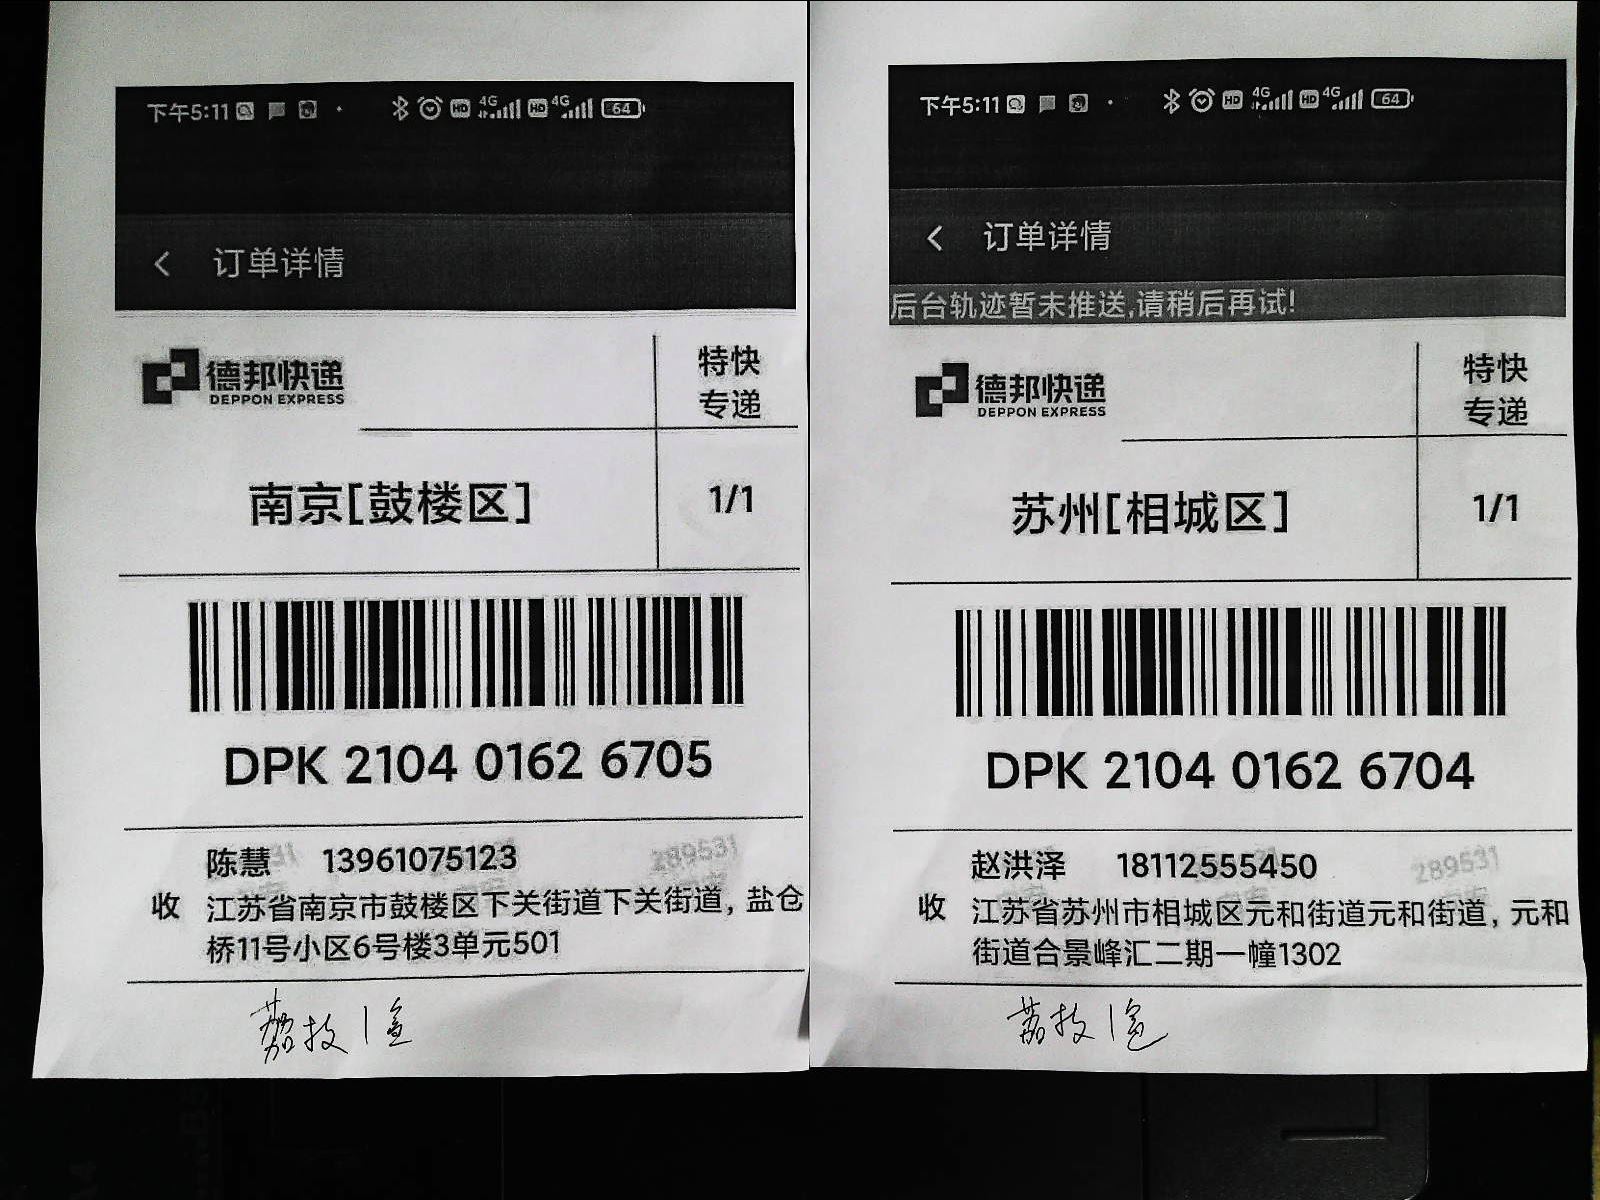 下午5:11
4G
4G
64
订单详情
德邦快递
DEPPON EXPRESS
特快
专递
南京[鼓楼区]
1/1
DPK 2104 0162 6705
陈慧 13961075123
289531
收
江苏省南京市鼓楼区下关街道下关街道，盐仓
桥11号小区6号楼3单元501
荔枝1
下午5:11
4G
4G
64
订单详情
后台轨迹暂未推送,请稍后再试!
德邦快递
DEPPON EXPRESS
特快
专递
苏州[相城区]
1/1
DPK 2104 0162 6704
赵洪泽 18112555450
289531
收
江苏省苏州市相城区元和街道元和街道，元和
街道合景峰汇二期一幢1302
荔枝1